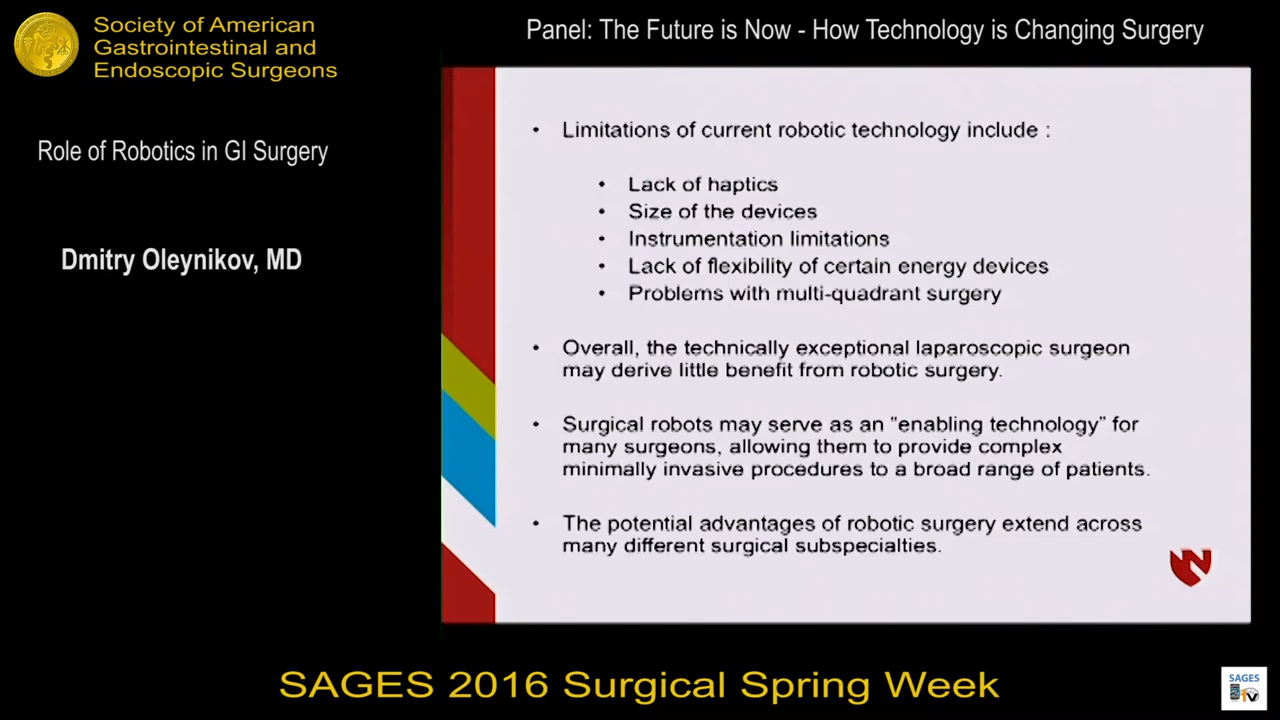 Society of American
Gastrointestinal and
Endoscopic Surgeons
Panel: The Future is Now - How Technology is Changing Surgery
Role of Robotics in GI Surgery
Dmitry Oleynikov, MD
• Limitations of current robotic technology include :
• Lack of haptics
• Size of the devices
• Instrumentation limitations
• Lack of flexibility of certain energy devices
• Problems with multi-quadrant surgery
• Overall, the technically exceptional laparoscopic surgeon
may derive little benefit from robotic surgery.
• Surgical robots may serve as an “enabling technology” for
many surgeons, allowing them to provide complex
minimally invasive procedures to a broad range of patients.
• The potential advantages of robotic surgery extend across
many different surgical subspecialties.
N
SAGES 2016 Surgical Spring Week
SAGES
tv